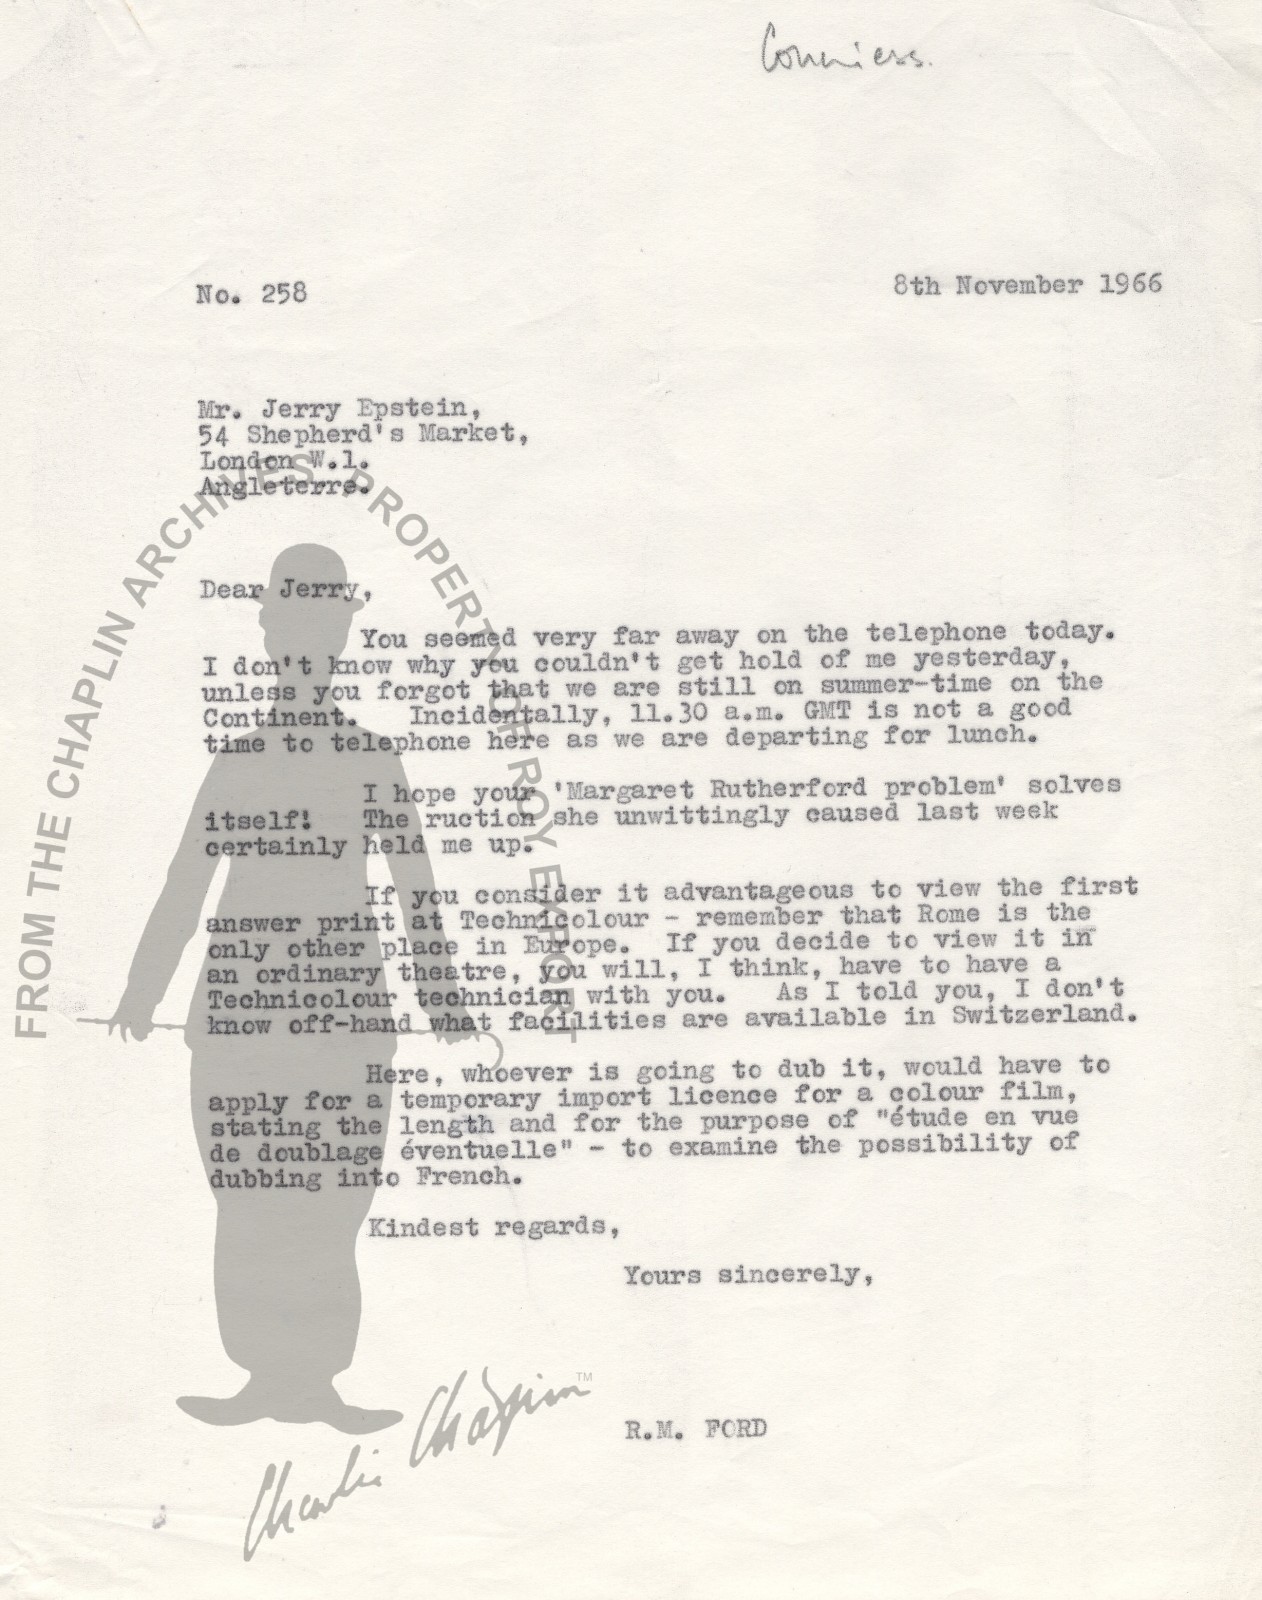 Countess.
No. 258
8th November 1966
Mr. Jerry Epstein,
54 Shepherd's Market,
London W.1.
Angleterre.
Dear Jerry,
You seemed very far away on the telephone today.
I don't know why you couldn't get hold of me yesterday,
unless you forgot that we are still on summer-time on the
Continent. Incidentally, 11.30 a.m. GMT is not a good
time to telephone here as we are departing for lunch.
I hope your 'Margaret Rutherford problem' solves
itself! The ruction she unwittingly caused last week
certainly held me up.
If you consider it advantageous to view the first
answer print at Technicolour - remember that Rome is the
only other place in Europe. If you decide to view it in
an ordinary theatre, you will, I think, have to have a
Technicolour technician with you. As I told you, I don't
know off-hand what facilities are available in Switzerland.
Here, whoever is going to dub it, would have to
apply for a temporary import licence for a colour film,
stating the length and for the purpose of "étude en vue
de doublage éventuelle" - to examine the possibility of
dubbing into French.
Kindest regards,
Yours sincerely,
R.M. FORD
FROM THE CHAPLIN ARCHIVES PROPERTY OF ROY EXPORT
Charlie Chaplin TM